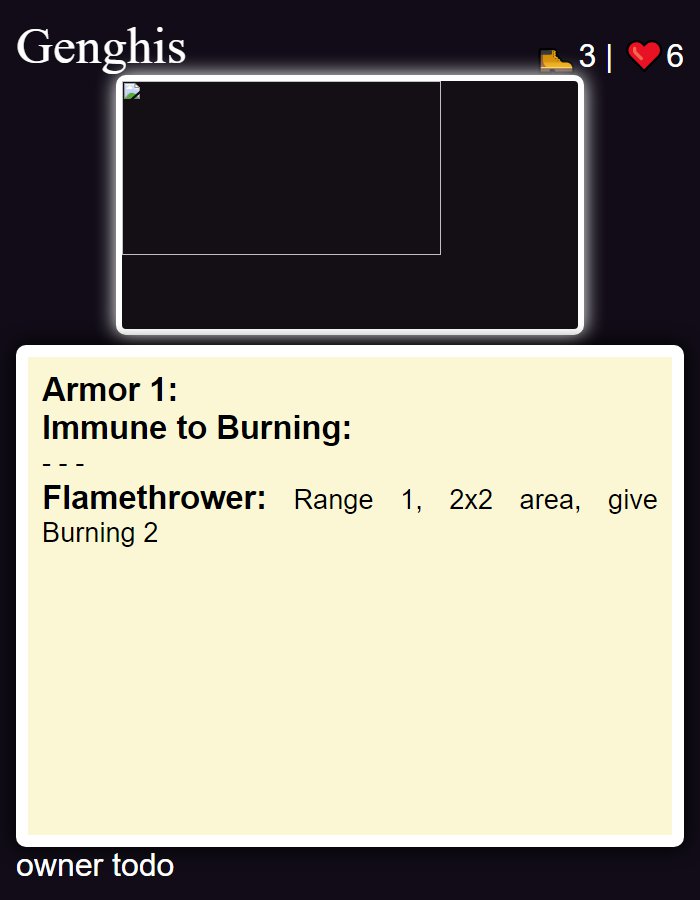 Genghis
3 | 6
Armor 1:
Immune to Burning:
- - -
Flamethrower: Range 1, 2x2 area, give
Burning 2
owner todo